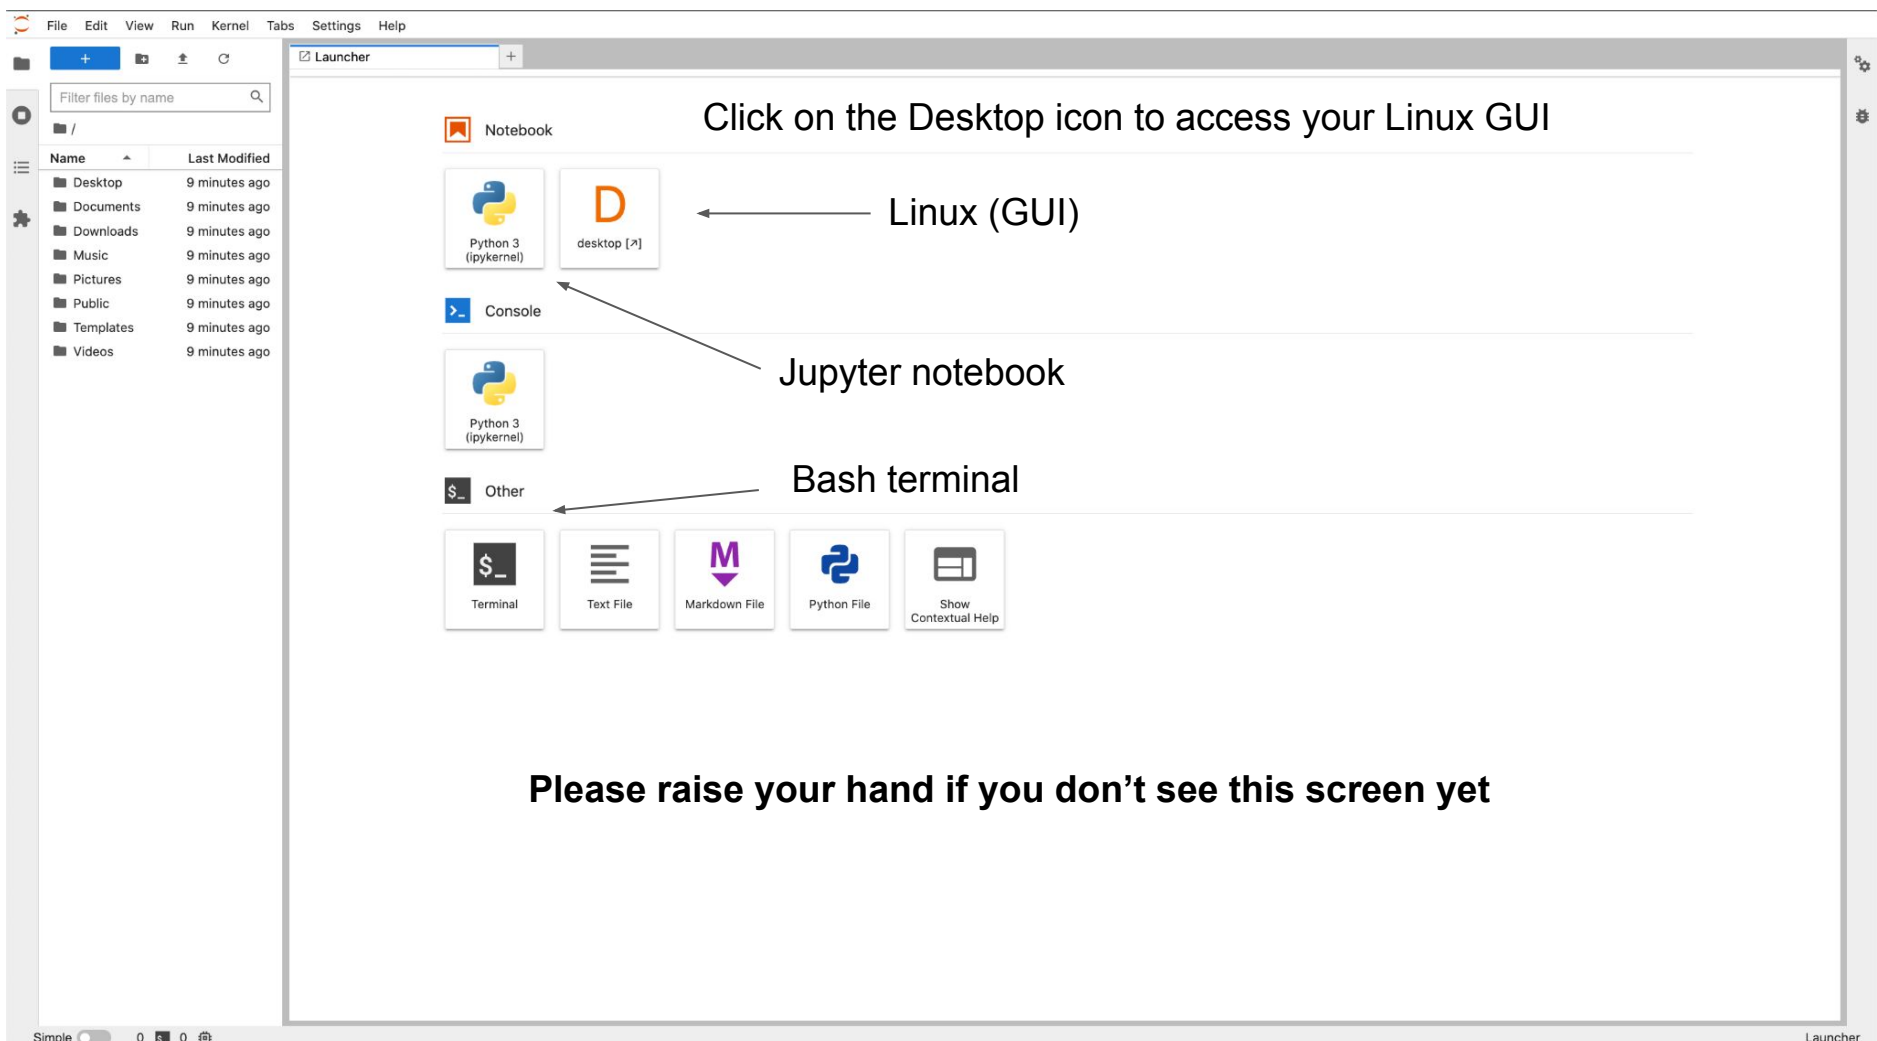 File Edit View Run Kernel Tabs Settings Help
Launcher
Filter files by name
/
Name Last Modified
Desktop 9 minutes ago
Documents 9 minutes ago
Downloads 9 minutes ago
Music 9 minutes ago
Pictures 9 minutes ago
Public 9 minutes ago
Templates 9 minutes ago
Videos 9 minutes ago
Click on the Desktop icon to access your Linux GUI
Notebook
Python 3
(ipykernel)
D
desktop [↗]
Linux (GUI)
Console
Jupyter notebook
Python 3
(ipykernel)
Bash terminal
$_ Other
$_
Terminal
Text File
M
Markdown File
Python File
Show
Contextual Help
Please raise your hand if you don’t see this screen yet
Simple 0 $_ 0
Launcher